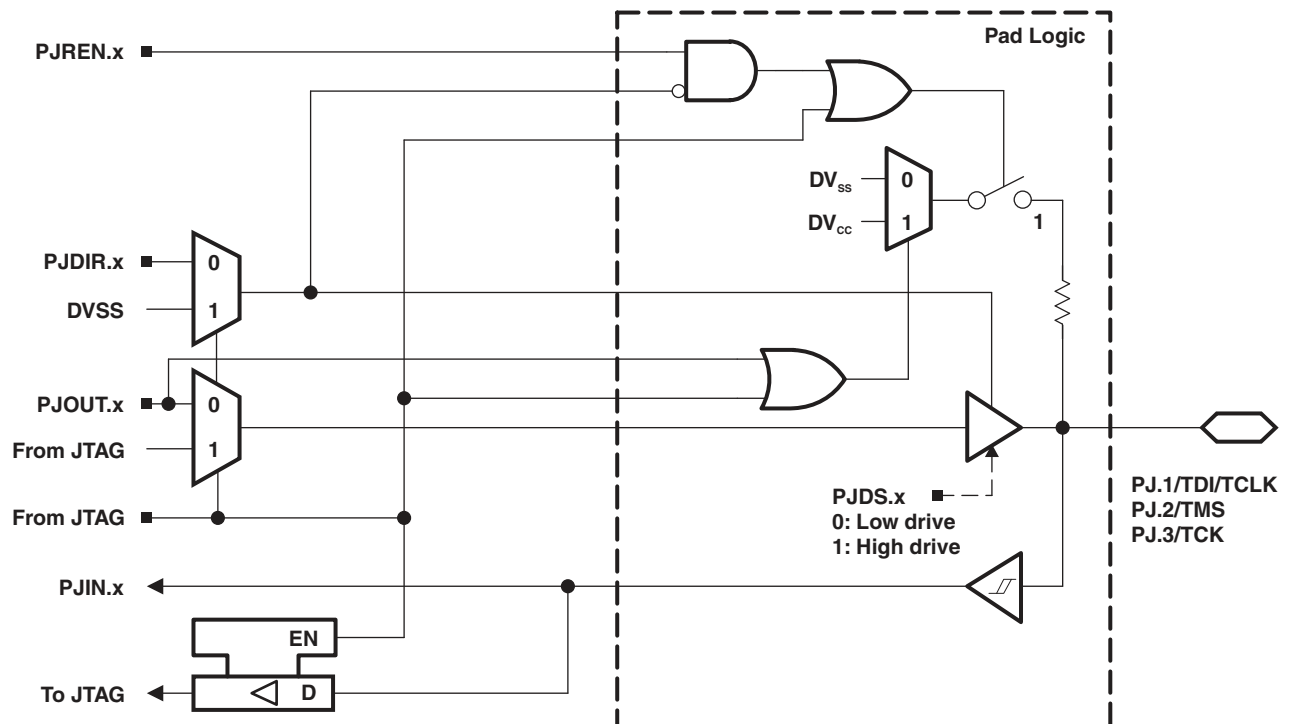 Pad Logic
PJREN.x
DVss
0
DVcc
1
1
PJDIR.x
0
DVSS
1
PJOUT.x
0
From JTAG
1
From JTAG
PJDS.x
0: Low drive
1: High drive
PJ.1/TDI/TCLK
PJ.2/TMS
PJ.3/TCK
PJIN.x
EN
To JTAG
D